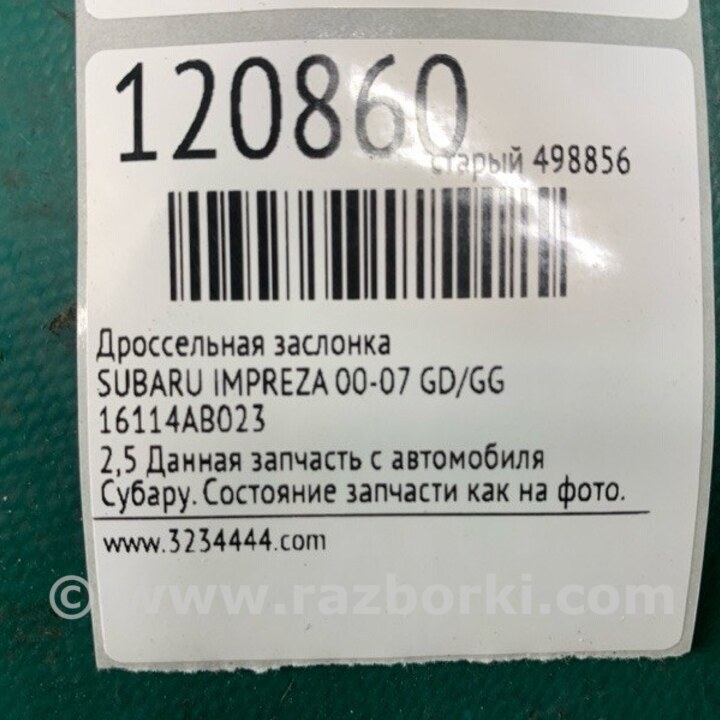 120860
старый 498856
Дроссельная заслонка
SUBARU IMPREZA 00-07 GD/GG
16114AB023
2,5 Данная запчасть с автомобиля
Субару. Состояние запчасти как на фото.
www.3234444.com
© www.razborki.com